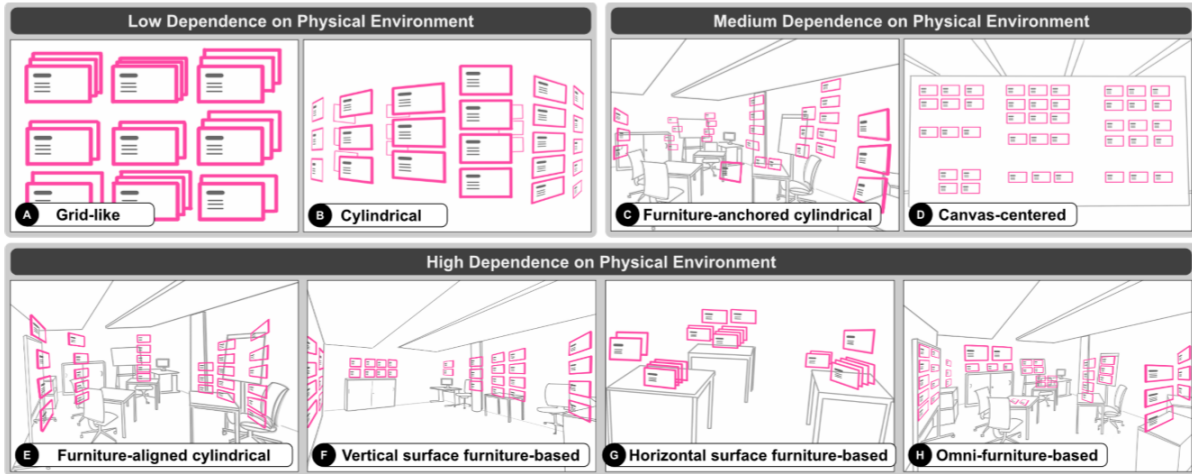 Low Dependence on Physical Environment
Medium Dependence on Physical Environment
A Grid-like
B Cylindrical
C Furniture-anchored cylindrical
D Canvas-centered
High Dependence on Physical Environment
E Furniture-aligned cylindrical
F Vertical surface furniture-based
G Horizontal surface furniture-based
H Omni-furniture-based